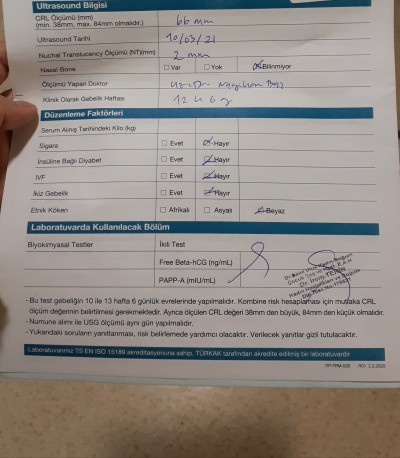 Ultrasound Bilgisi
CRL Ölçümü (mm) 66 mm
(min. 38mm, max. 84mm olmalıdır.)
Ultrasound Tarihi 10/03/21
Nuchal Transtucency Ölçümü (NT)(mm) 2 mm
Nasal Bone Var Yok Bilinmiyor
Ölçümü Yapan Doktor
Klinik Olarak Gebelik Haftası 12 h 6 g
Düzenleme Faktörleri
Serum Alınış Tarihindeki Kilo (kg)
Sigara Evet Hayır
İnsüline Bağlı Diyabet Evet Hayır
IVF Evet Hayır
İkiz Gebelik Evet Hayır
Etnik Köken Afrikalı Asyalı Beyaz
Laboratuvarda Kullanılacak Bölüm
Biyokimyasal Testler İkili Test
Free Beta-hCG (ng/mL)
PAPP-A (mIU/mL)
- Bu test gebeliğin 10 ile 13 hafta 6 günlük evrelerinde yapılmalıdır. Kombine risk hesaplanması için mutlaka CRL
ölçüm değerinin belirtilmesi gerekmektedir. Ayrıca ölçülen CRL değeri 38mm den büyük, 84mm den küçük olmalıdır.
- Numune alımı ile USG ölçümü aynı gün yapılmalıdır.
- Yukarıdaki soruların yanıtlanması, risk belirlemede yardımcı olacaktır. Verilecek yanıtlar gizli tutulacaktır.
Laboratuvarımız TS EN ISO 15189 akreditasyonuna sahip, TÜRKAK tarafından akredite edilmiş bir laboratuvardır